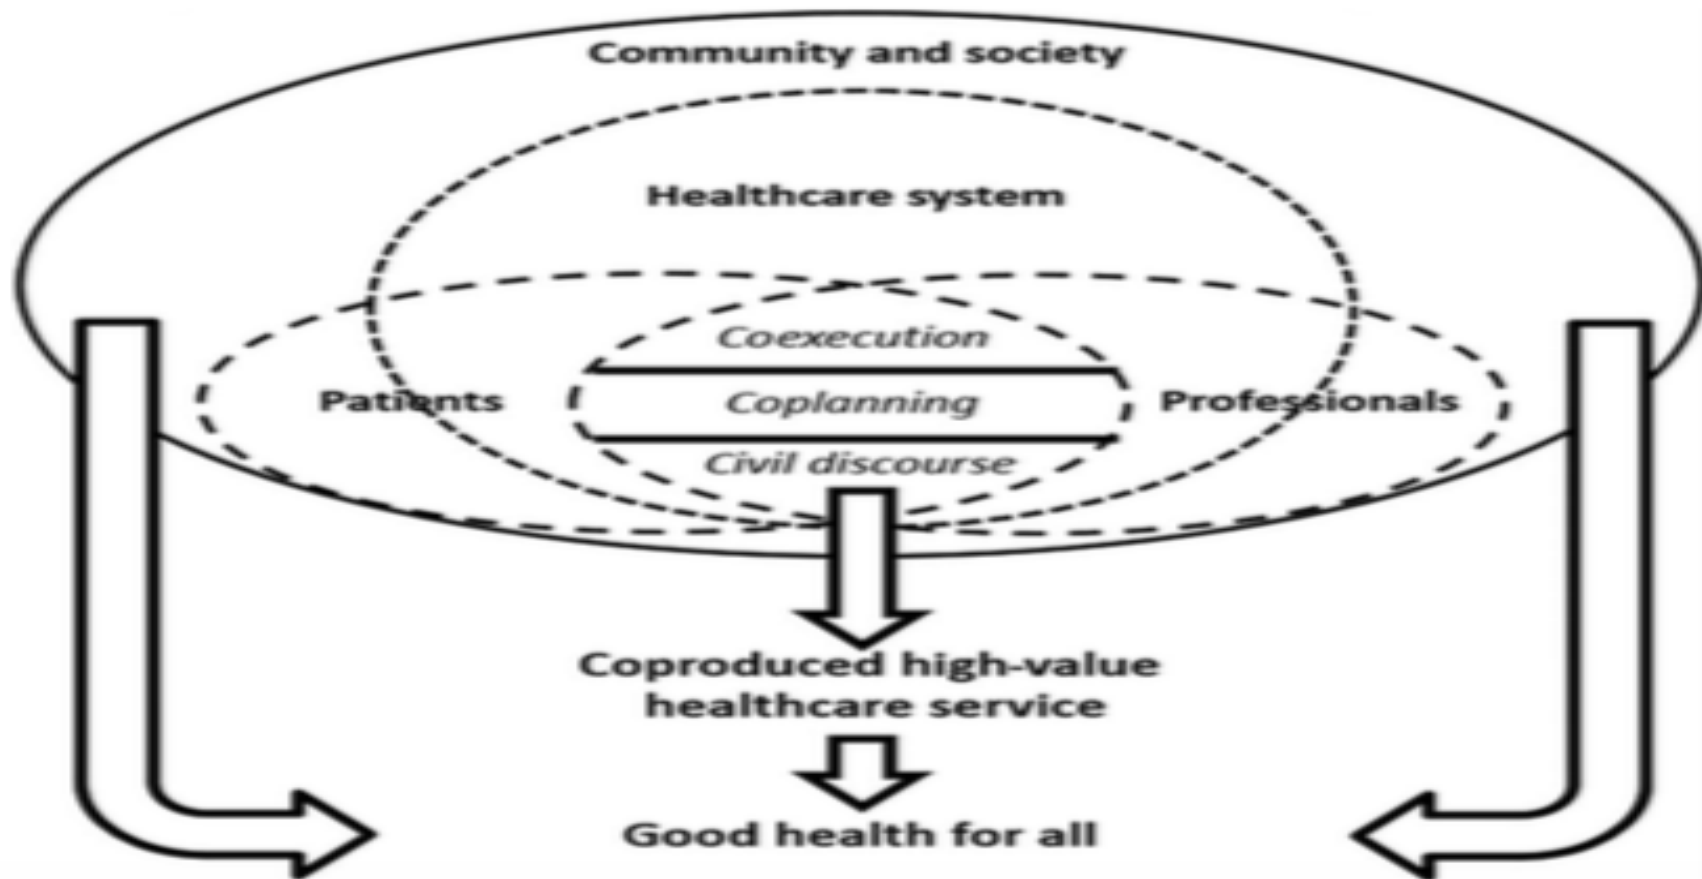 Community and society
Healthcare system
Coexecution
Patients
Coplanning
Professionals
Civil discourse
Coproduced high-value
healthcare service
Good health for all